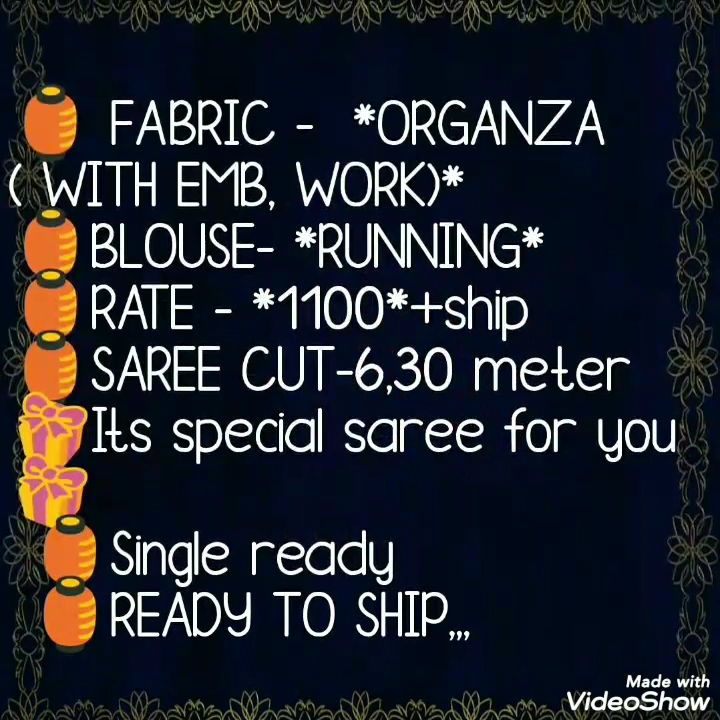 FABRIC - *ORGANZA
( WITH EMB, WORK)*
BLOUSE- *RUNNING*
RATE - *1100*+ship
SAREE CUT-6,30 meter
Its special saree for you
Single ready
READY TO SHIP,,,
Made with
VideoShow